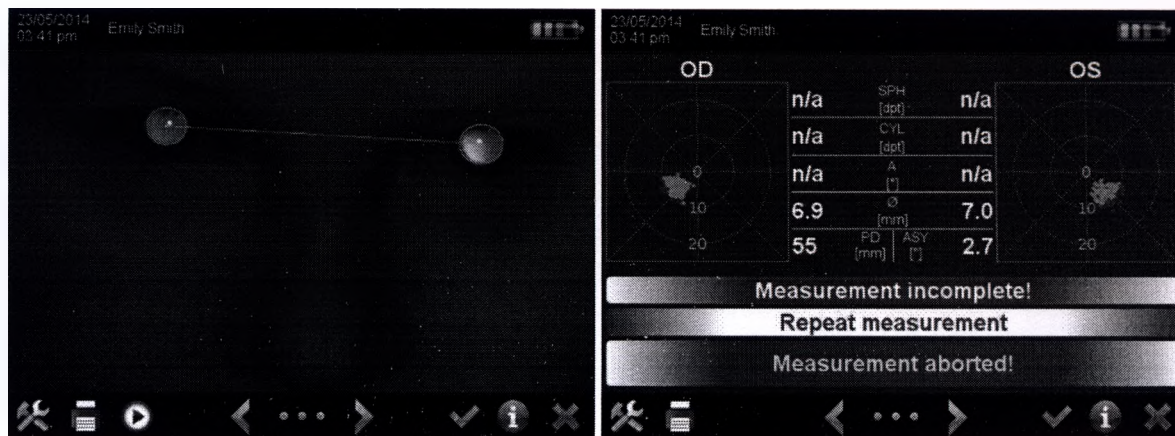 23/05/2014
03:41 pm
Emily Smith
23/05/2014
03:41 pm
Emily Smith
OD
OS
n/a SPH [dpt] n/a
n/a CYL [dpt] n/a
n/a A [°] n/a
6.9 Ø [mm] 7.0
55 PD [mm] ASY [°] 2.7
0
10
20
0
10
20
Measurement incomplete!
Repeat measurement
Measurement aborted!